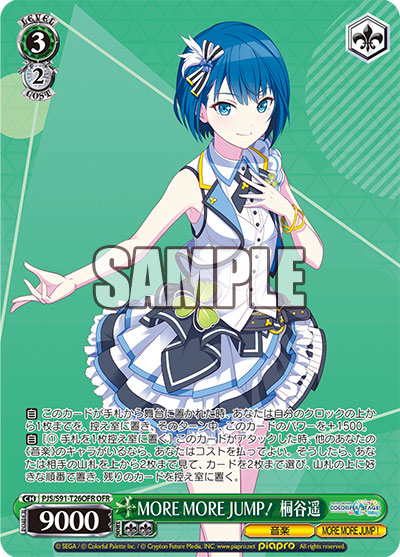 LEVEL
3
2
COST
SAMPLE
自 このカードが手札から舞台に置かれた時、あなたは自分のクロックの上か
ら1枚までを、控え室に置き、そのターン中、このカードのパワーを＋1500。
自 [① 手札を1枚控え室に置く] このカードがアタックした時、他のあなたの
《音楽》のキャラがいるなら、あなたはコストを払ってよい。そうしたら、あな
たは相手の山札を上から2枚まで見て、カードを2枚まで選び、山札の上に好
きな順番で置き、残りのカードを控え室に置く。
CH PJS/S91-T26OFR OFR
POWER 9000
MORE MORE JUMP! 桐谷遥
COLORFUL STAGE!
音楽
MORE MORE JUMP!
© SEGA / © Colorful Palette Inc. / © Crypton Future Media, INC. www.piapro.net piapro